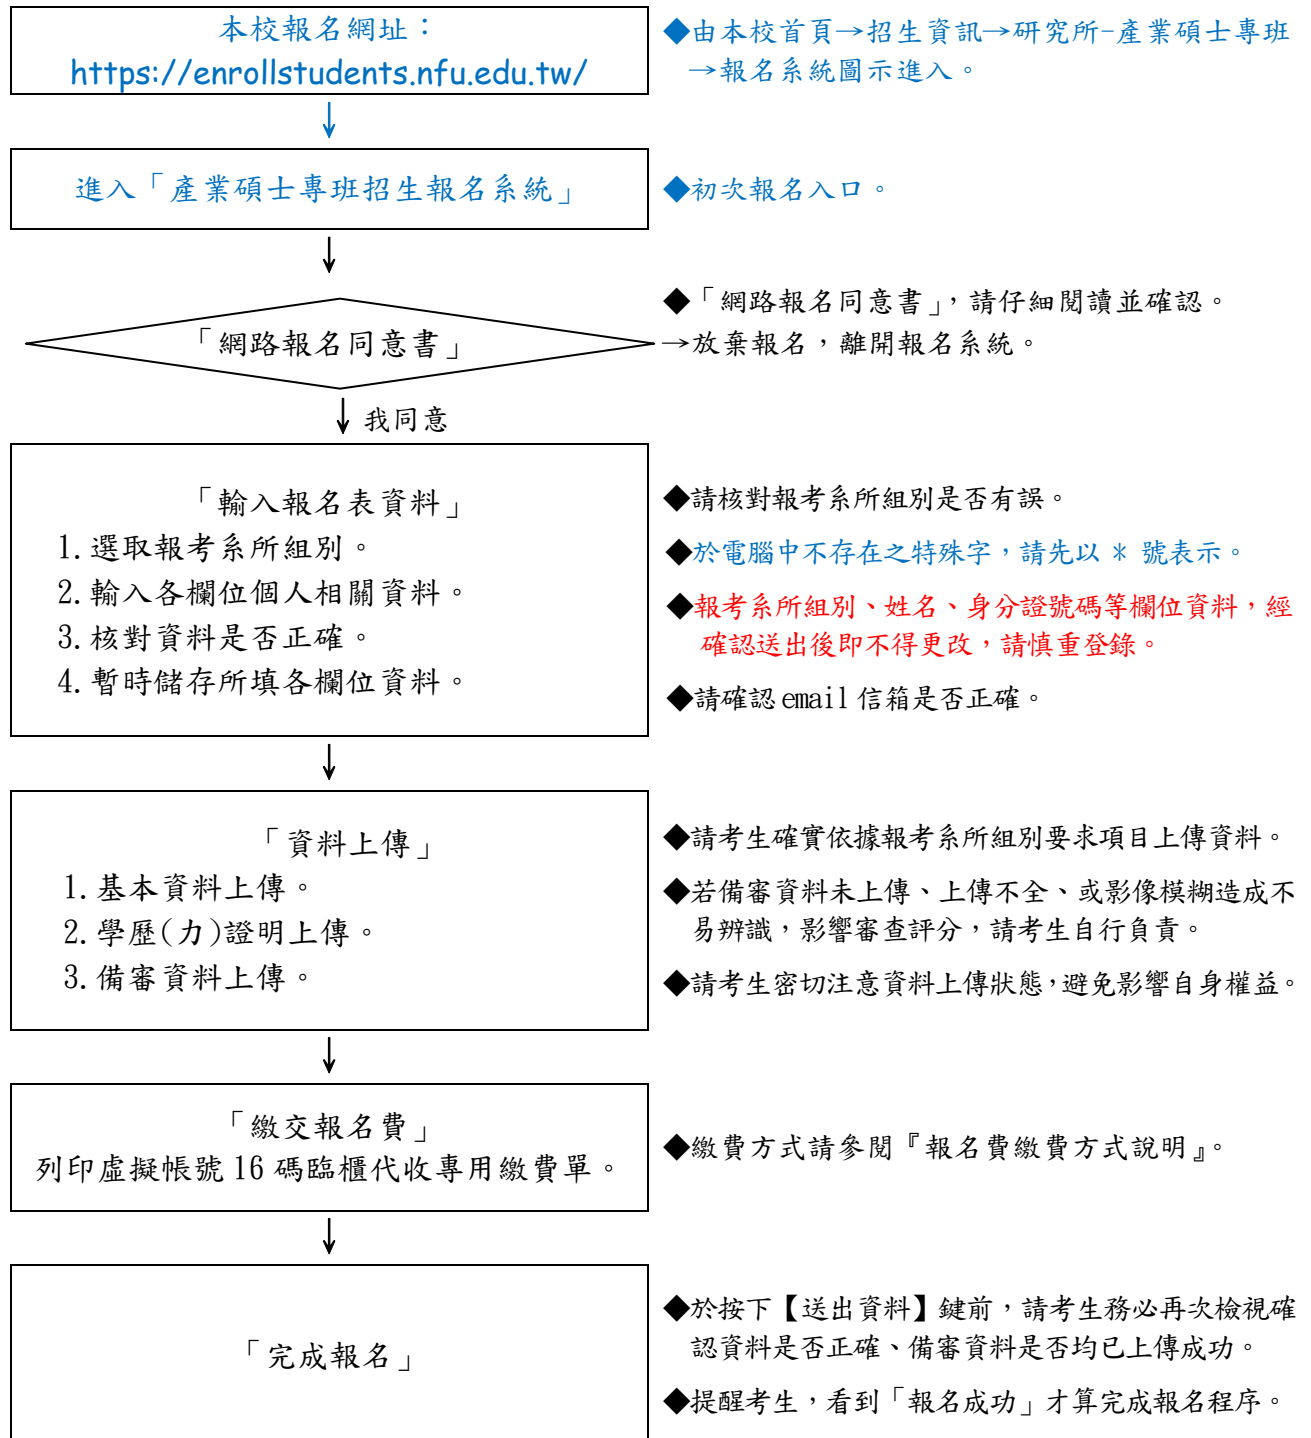 本校報名網址：
https://enrollstudents.nfu.edu.tw/
◆由本校首頁→招生資訊→研究所-產業碩士專班
→報名系統圖示進入。
進入「產業碩士專班招生報名系統」
◆初次報名入口。
「網路報名同意書」
◆「網路報名同意書」，請仔細閱讀並確認。
→放棄報名，離開報名系統。
我同意
「輸入報名表資料」
1.選取報考系所組別。
2.輸入各欄位個人相關資料。
3.核對資料是否正確。
4.暫時儲存所填各欄位資料。
◆請核對報考系所組別是否有誤。
◆於電腦中不存在之特殊字，請先以 * 號表示。
◆報考系所組別、姓名、身分證號碼等欄位資料，經
確認送出後即不得更改，請慎重登錄。
◆請確認 email 信箱是否正確。
「資料上傳」
1.基本資料上傳。
2.學歷(力)證明上傳。
3.備審資料上傳。
◆請考生確實依據報考系所組別要求項目上傳資料。
◆若備審資料未上傳、上傳不全、或影像模糊造成不
易辨識，影響審查評分，請考生自行負責。
◆請考生密切注意資料上傳狀態，避免影響自身權益。
「繳交報名費」
列印虛擬帳號 16 碼臨櫃代收專用繳費單。
◆繳費方式請參閱『報名費繳費方式說明』。
「完成報名」
◆於按下【送出資料】鍵前，請考生務必再次檢視確
認資料是否正確、備審資料是否均已上傳成功。
◆提醒考生，看到「報名成功」才算完成報名程序。